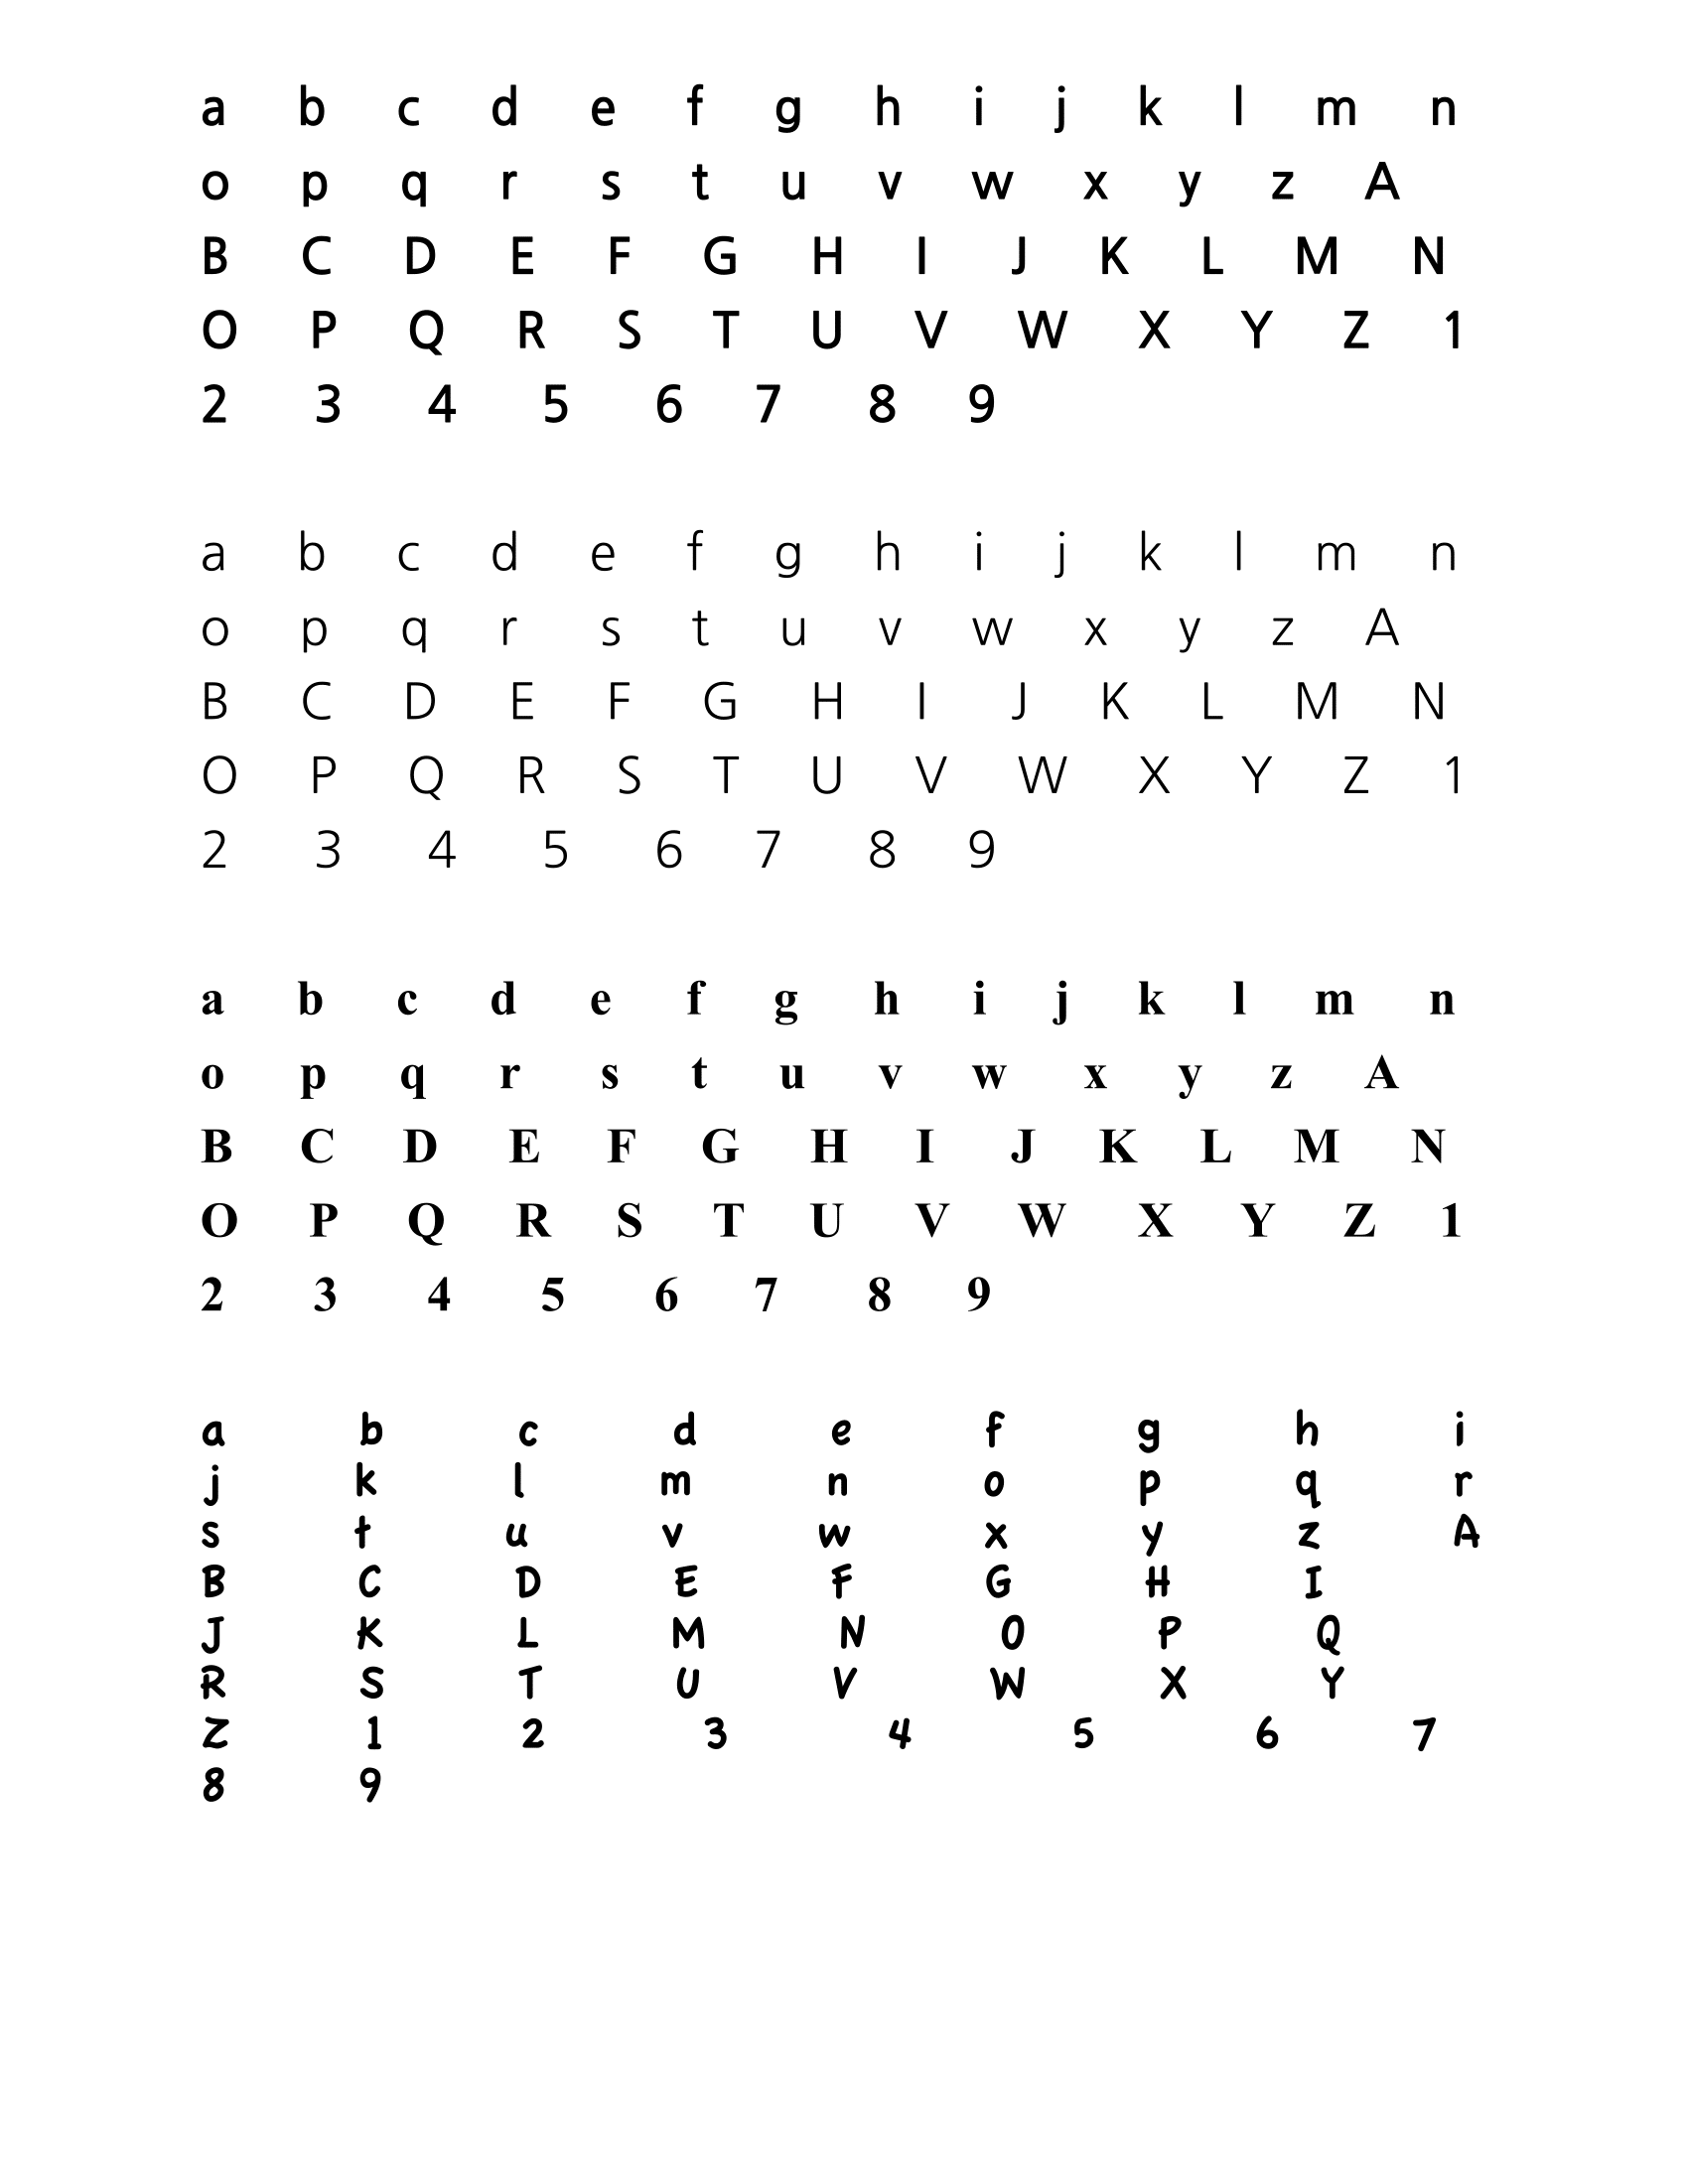 a b c d e f g h i j k l m n
o p q r s t u v w x y z A
B C D E F G H I J K L M N
O P Q R S T U V W X Y Z 1
2 3 4 5 6 7 8 9
a b c d e f g h i j k l m n
o p q r s t u v w x y z A
B C D E F G H I J K L M N
O P Q R S T U V W X Y Z 1
2 3 4 5 6 7 8 9
a b c d e f g h i j k l m n
o p q r s t u v w x y z A
B C D E F G H I J K L M N
O P Q R S T U V W X Y Z 1
2 3 4 5 6 7 8 9
a b c d e f g h i
j k l m n o p q r
s t u v w x y z A
B C D E F G H I
J K L M N O P Q
R S T U V W X Y
Z 1 2 3 4 5 6 7
8 9